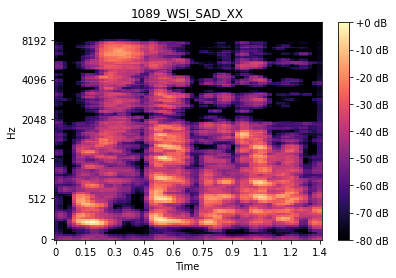 1089_WSI_SAD_XX
Hz
8192
4096
2048
1024
512
0
0 0.15 0.3 0.45 0.6 0.75 0.9 1.1 1.2 1.4
Time
+0 dB
-10 dB
-20 dB
-30 dB
-40 dB
-50 dB
-60 dB
-70 dB
-80 dB